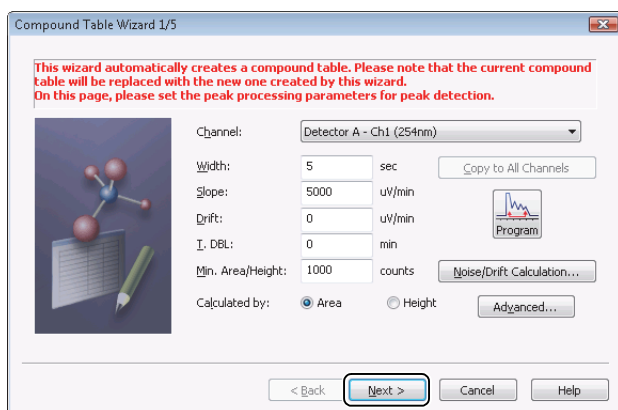 Compound Table Wizard 1/5
This wizard automatically creates a compound table. Please note that the current compound
table will be replaced with the new one created by this wizard.
On this page, please set the peak processing parameters for peak detection.
Channel: Detector A - Ch1 (254nm)
Width: 5 sec Copy to All Channels
Slope: 5000 uV/min
Program
Drift: 0 uV/min
T. DBL: 0 min
Min. Area/Height: 1000 counts Noise/Drift Calculation...
Calculated by: Area Height Advanced...
< Back Next > Cancel Help